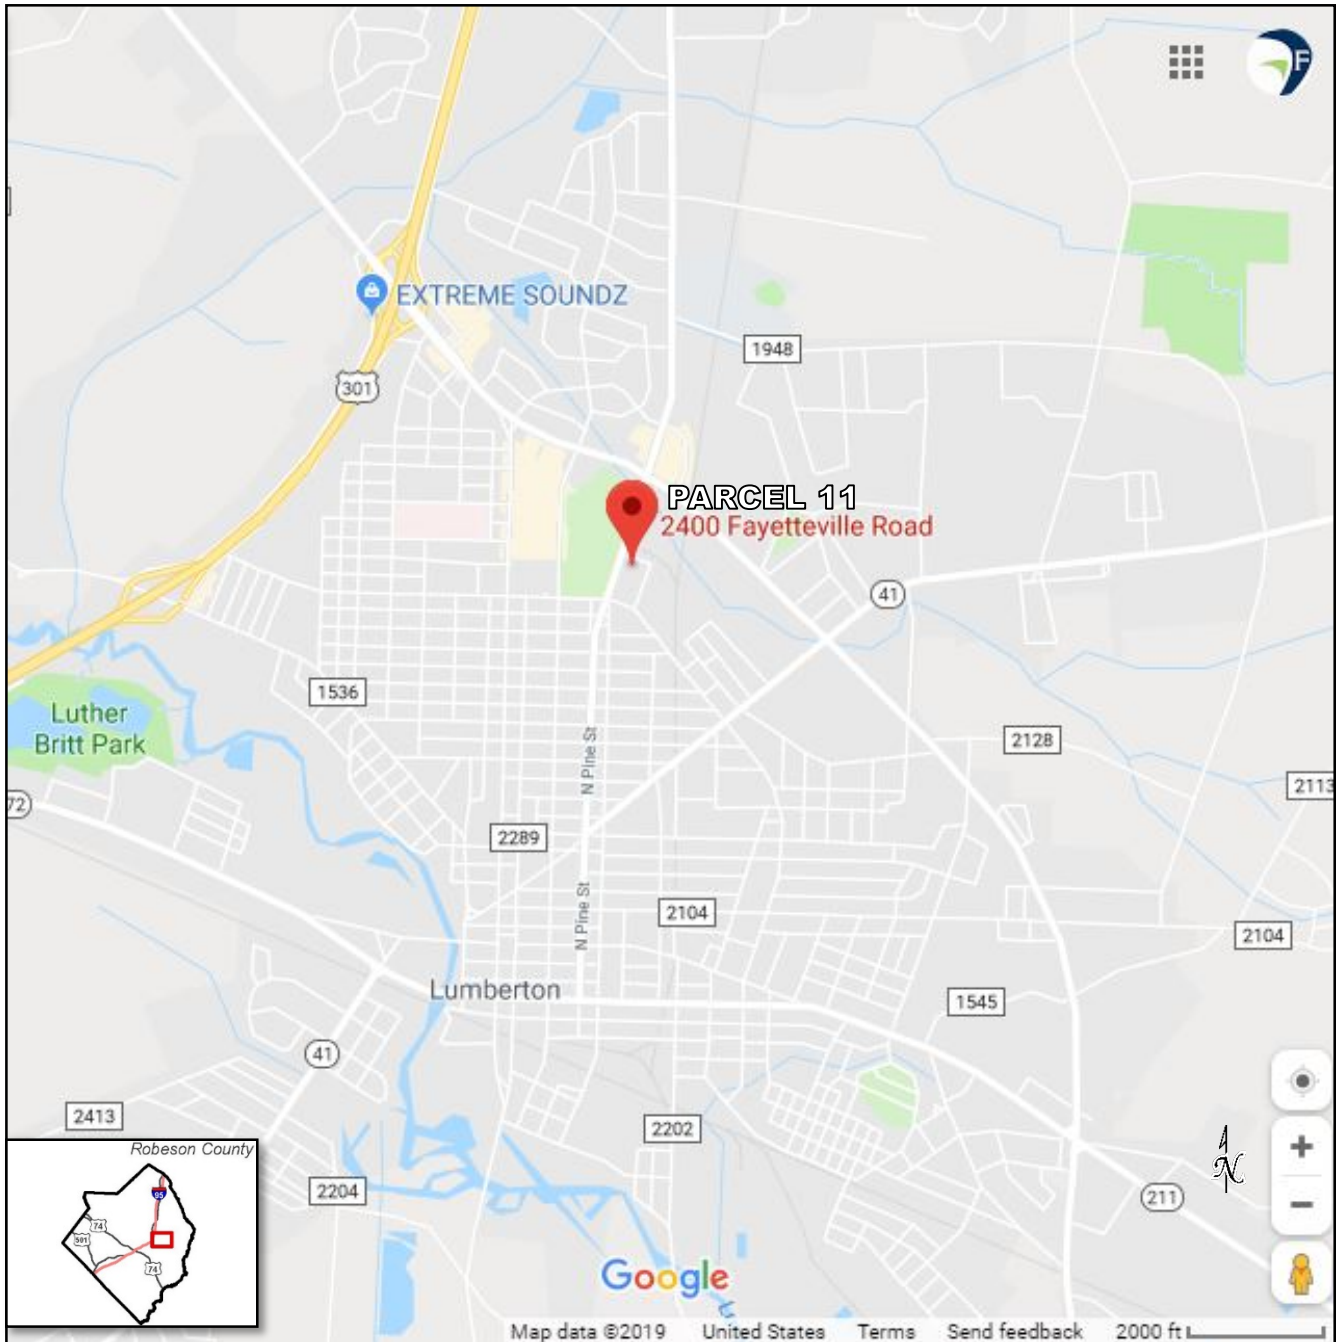 F
EXTREME SOUNDZ
1948
301
PARCEL 11
2400 Fayetteville Road
41
1536
Luther
Britt Park
N Pine St
2128
2113
72
2289
N Pine St
2104
2104
Lumberton
1545
41
2413
2202
N
Robeson County
95
74
501
74
2204
211
Google
Map data ©2019 United States Terms Send feedback 2000 ft